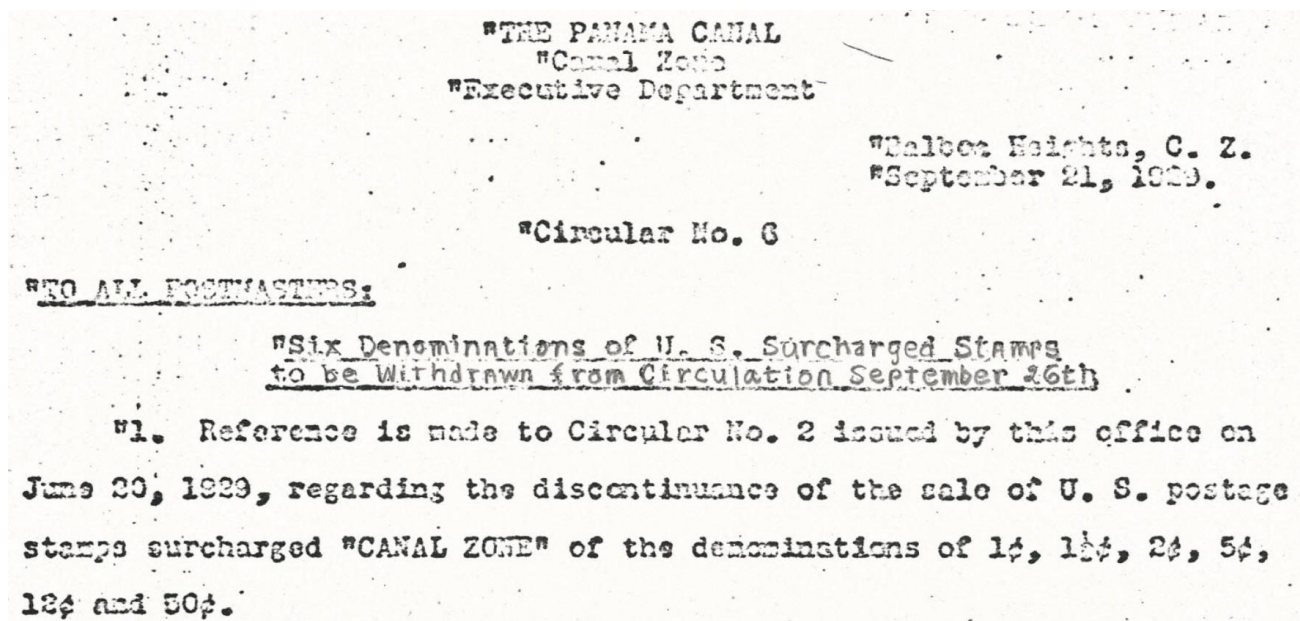 "THE PANAMA CANAL
"Canal Zone
"Executive Department
"Balboa Heights, C. Z.
"September 21, 1929.
"Circular No. 6
"TO ALL POSTMASTERS:
"Six Denominations of U. S. Surcharged Stamps
to be Withdrawn from Circulation September 26th
"1. Reference is made to Circular No. 2 issued by this office on
June 20, 1929, regarding the discontinuance of the sale of U. S. postage
stamps surcharged "CANAL ZONE" of the denominations of 1¢, 1½¢, 2¢, 5¢,
12¢ and 50¢.